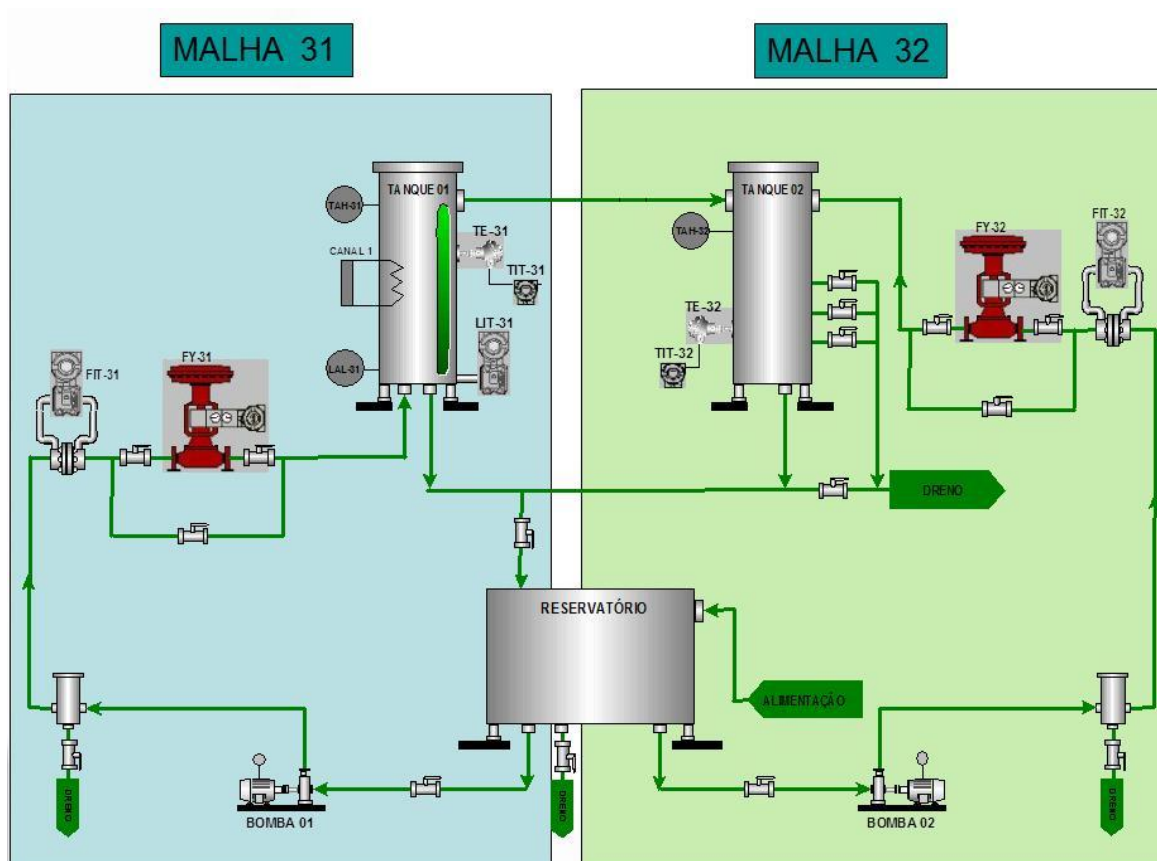 MALHA 31
MALHA 32
TANQUE 01
TANQUE 02
TAH-31
TAH-32
FIT-32
FY-32
TE-31
CANAL 1
TIT-31
TE-32
LIT-31
TIT-32
FY-31
LAL-31
FIT-31
DRENO
RESERVATÓRIO
ALIMENTAÇÃO
DRENO
DRENO
DRENO
BOMBA 01
BOMBA 02